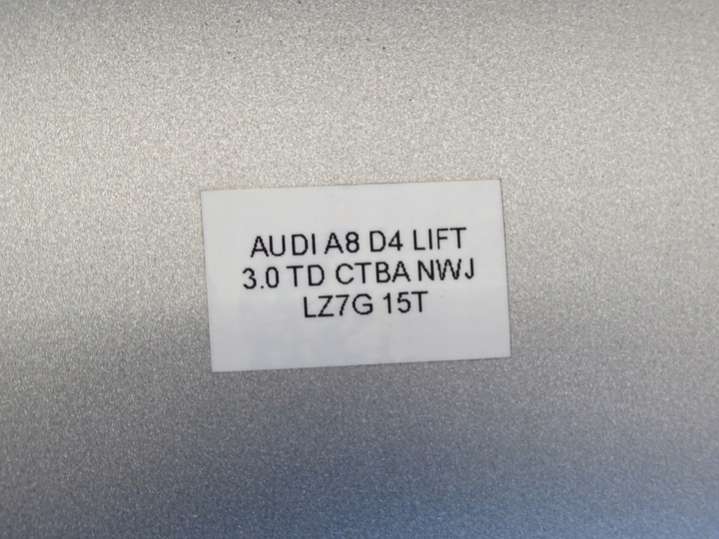 AUDI A8 D4 LIFT
3.0 TD CTBA NWJ
LZ7G 15T